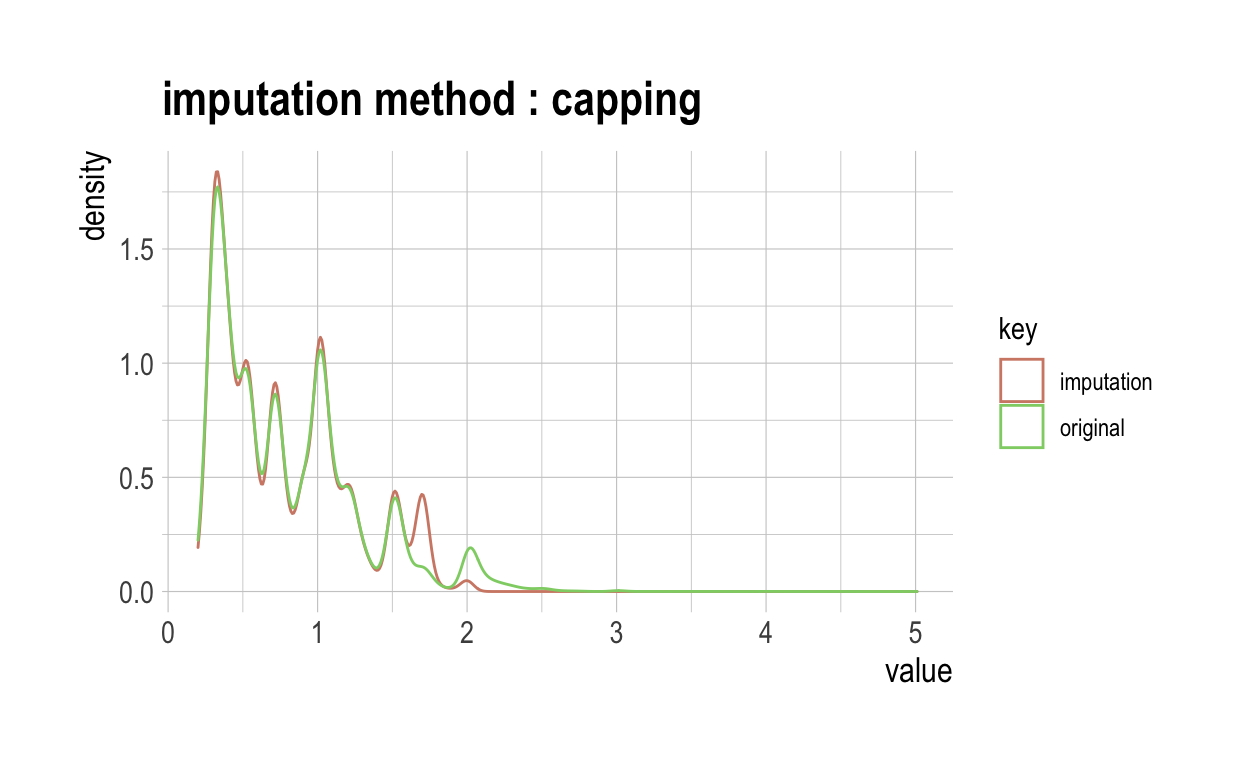 imputation method : capping
density
1.5
1.0
0.5
0.0
0 1 2 3 4 5
value
key
imputation
original